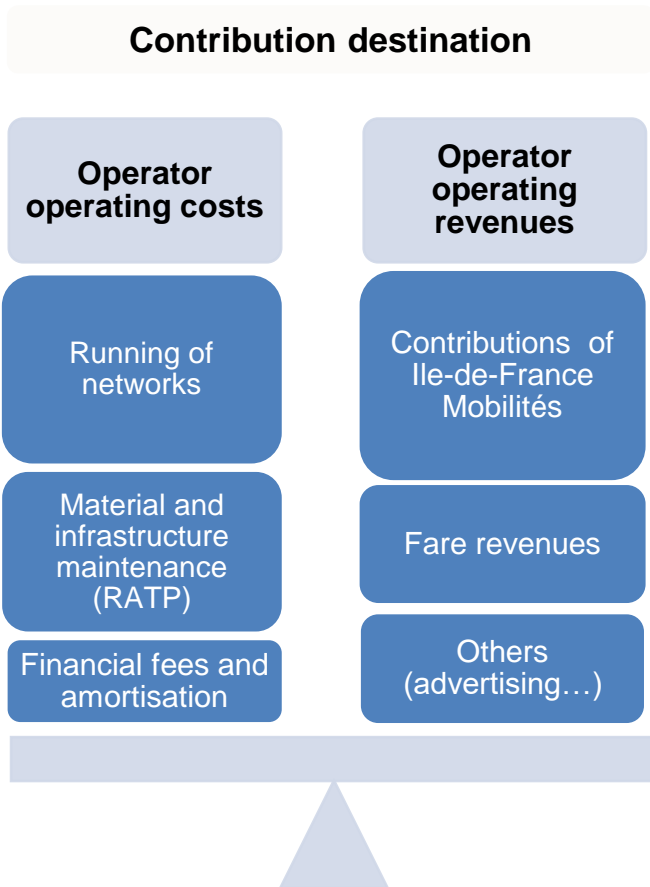 Contribution destination
Operator
operating costs
Running of
networks
Material and
infrastructure
maintenance
(RATP)
Financial fees and
amortisation
Operator
operating
revenues
Contributions of
Ile-de-France
Mobilités
Fare revenues
Others
(advertising…)